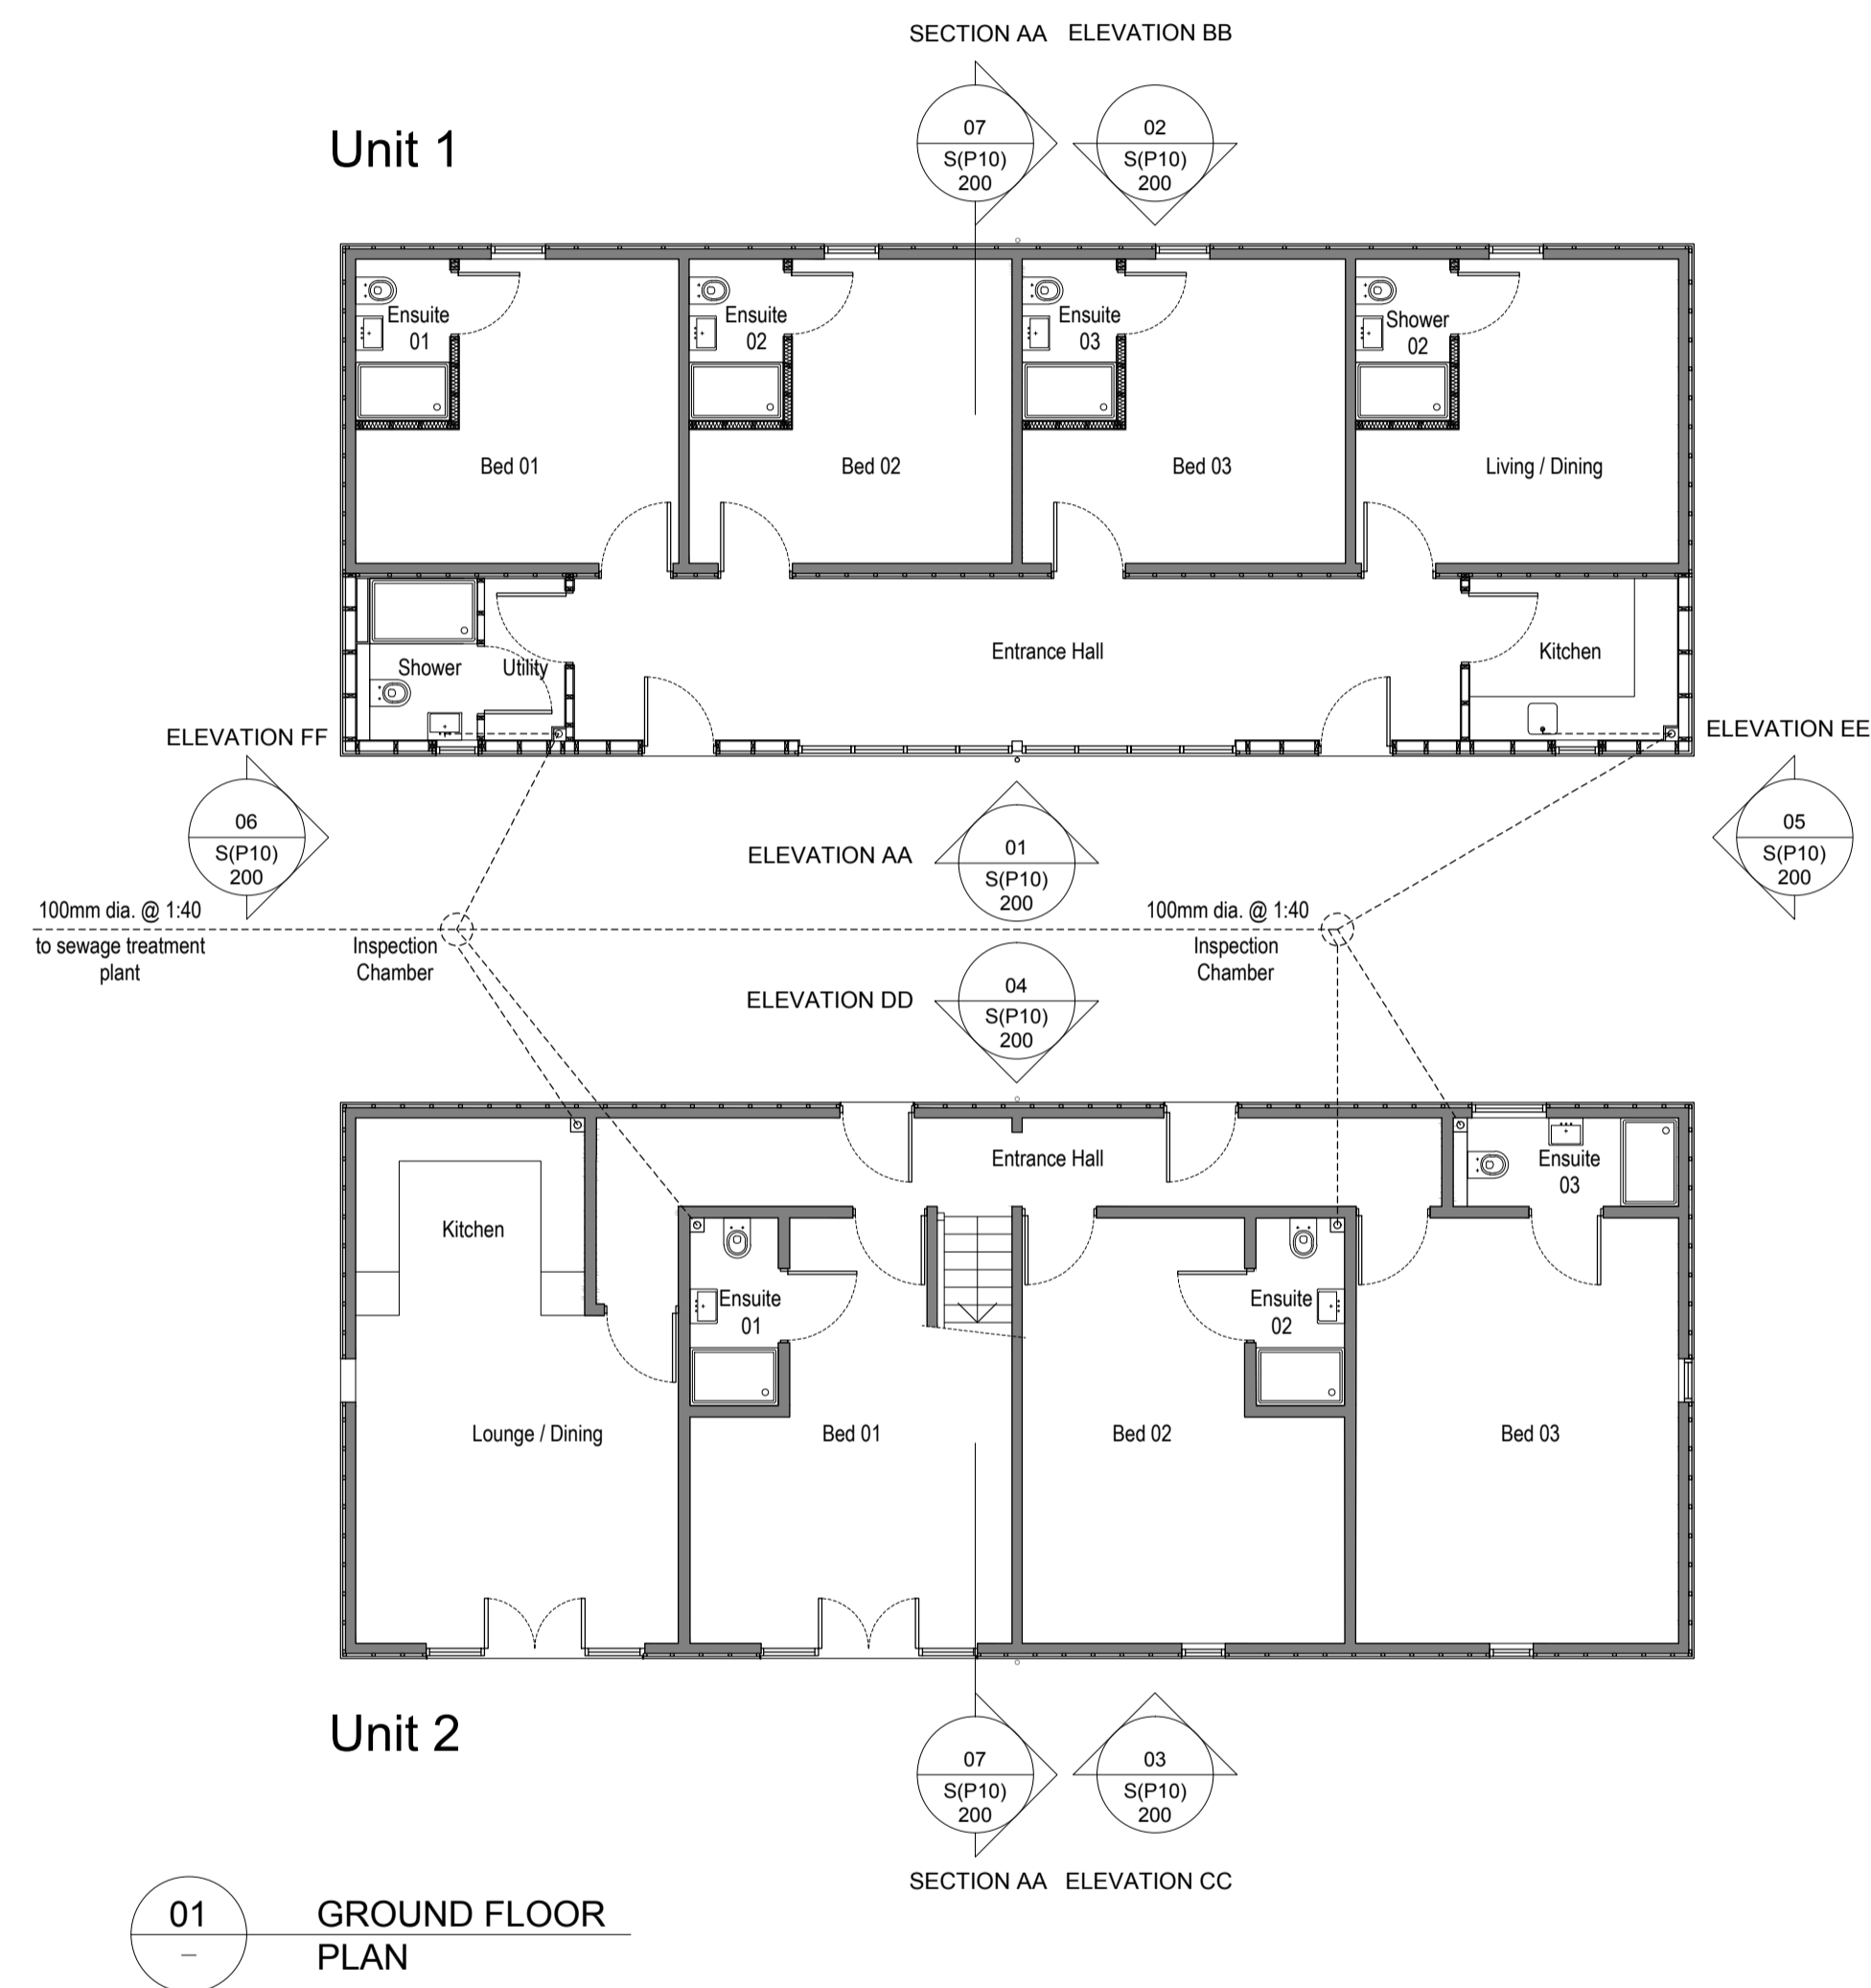 SECTION AA ELEVATION BB
07
S(P10)
200
02
S(P10)
200
Unit 1
Ensuite
01
Ensuite
02
Ensuite
03
Shower
02
Bed 01
Bed 02
Bed 03
Living / Dining
Shower
Utility
Entrance Hall
Kitchen
ELEVATION FF
ELEVATION EE
06
S(P10)
200
ELEVATION AA
01
S(P10)
200
05
S(P10)
200
100mm dia. @ 1:40
to sewage treatment
plant
Inspection
Chamber
100mm dia. @ 1:40
Inspection
Chamber
ELEVATION DD
04
S(P10)
200
Entrance Hall
Ensuite
03
Kitchen
Ensuite
01
Ensuite
02
Lounge / Dining
Bed 01
Bed 02
Bed 03
Unit 2
07
S(P10)
200
03
S(P10)
200
SECTION AA ELEVATION CC
01
–
GROUND FLOOR
PLAN